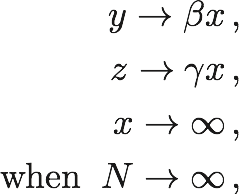 y → βx ,
z → γx ,
x → ∞ ,
when N → ∞ ,